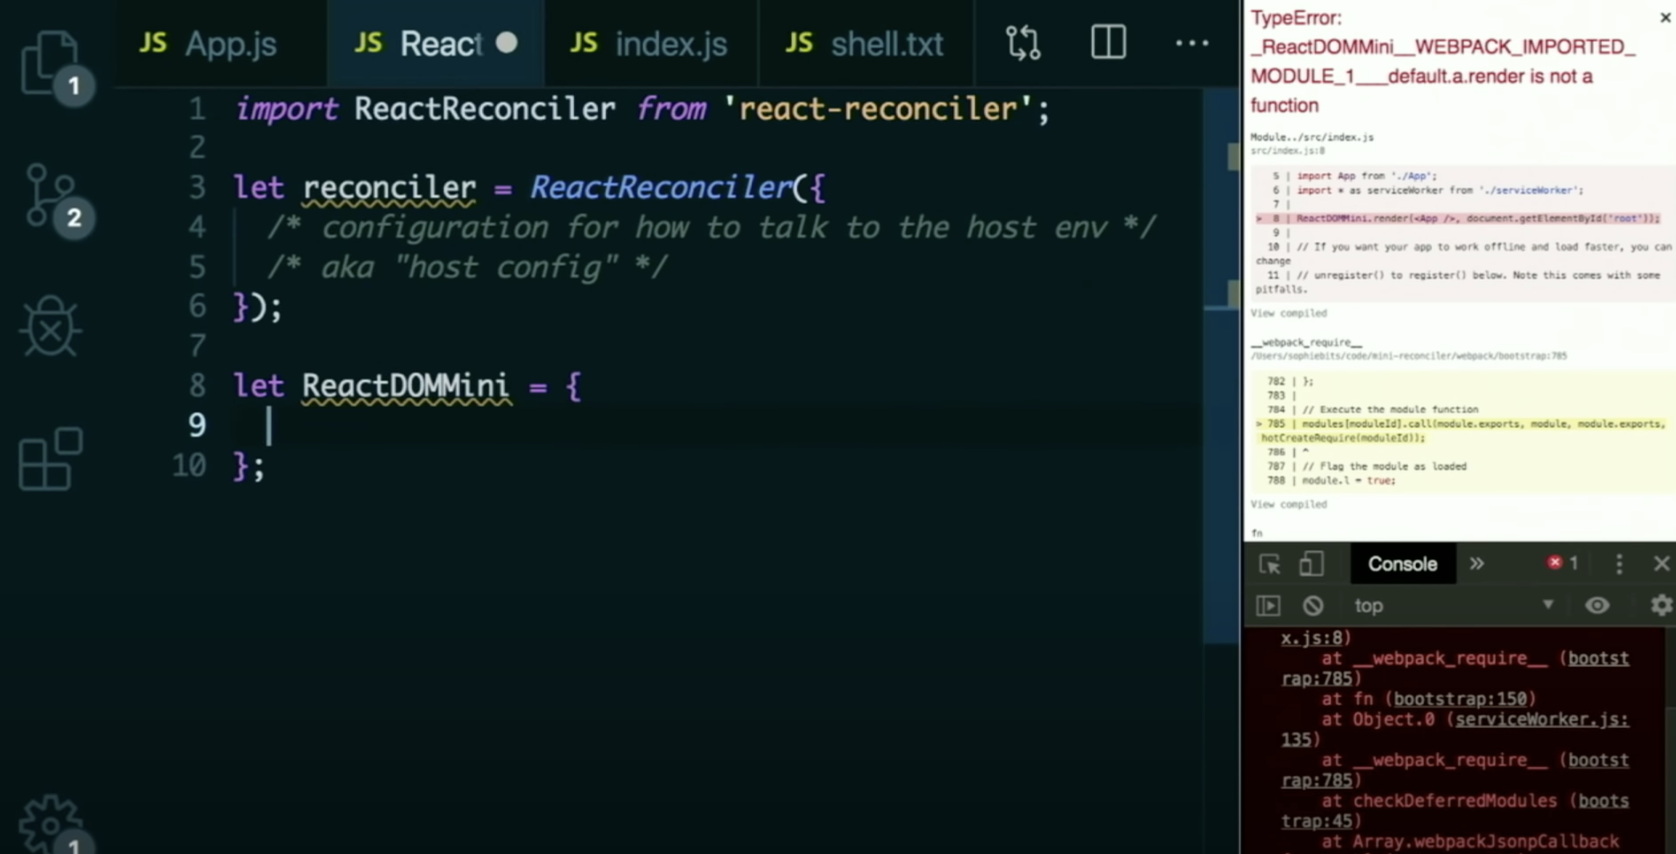 JS App.js
JS React
JS index.js
JS shell.txt
1
2
1
1 import ReactReconciler from 'react-reconciler';
2
3 let reconciler = ReactReconciler({
4 /* configuration for how to talk to the host env */
5 /* aka "host config" */
6 });
7
8 let ReactDOMMini = {
9
10 };
TypeError:
_ReactDOMMini__WEBPACK_IMPORTED_
MODULE_1___default.a.render is not a
function
Module../src/index.js
src/index.js:8
5 | import App from './App';
6 | import * as serviceWorker from './serviceWorker';
7 |
> 8 | ReactDOMMini.render(<App />, document.getElementById('root'));
9 |
10 | // If you want your app to work offline and load faster, you can
change
11 | // unregister() to register() below. Note this comes with some
pitfalls.
View compiled
__webpack_require__
/Users/sophiebits/code/mini-reconciler/webpack/bootstrap:785
782 | };
783 |
784 | // Execute the module function
> 785 | modules[moduleId].call(module.exports, module, module.exports,
hotCreateRequire(moduleId));
786 | ^
787 | // Flag the module as loaded
788 | module.l = true;
View compiled
fn
Console
1
top
x.js:8)
at __webpack_require__ (bootst
rap:785)
at fn (bootstrap:150)
at Object.0 (serviceWorker.js:
135)
at __webpack_require__ (bootst
rap:785)
at checkDeferredModules (boots
trap:45)
at Array.webpackJsonpCallback